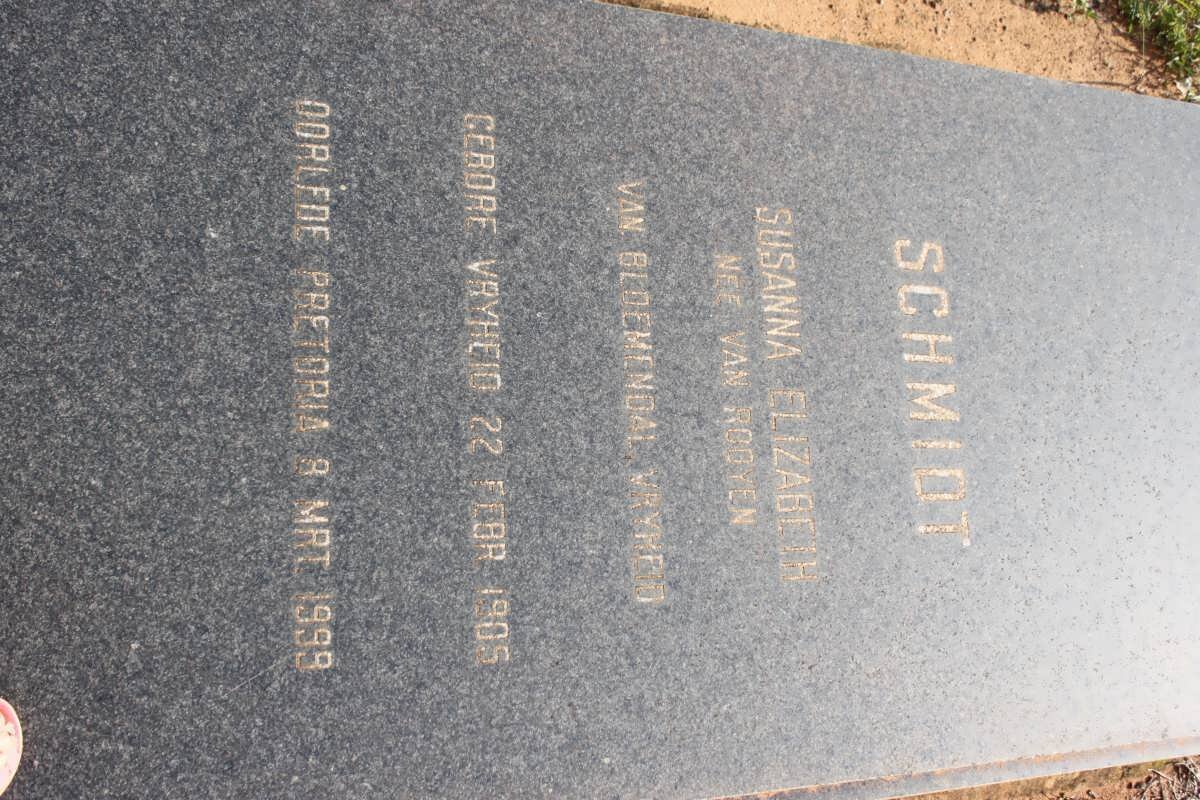 SCHMIDT
SUSANNA ELIZABETH
NEE VAN ROOYEN
VAN BLOEMENDAL, VRYHEID
GEBORE VRYHEID 22 FEBR 1905
OORLEDE PRETORIA 8 MRT. 1999